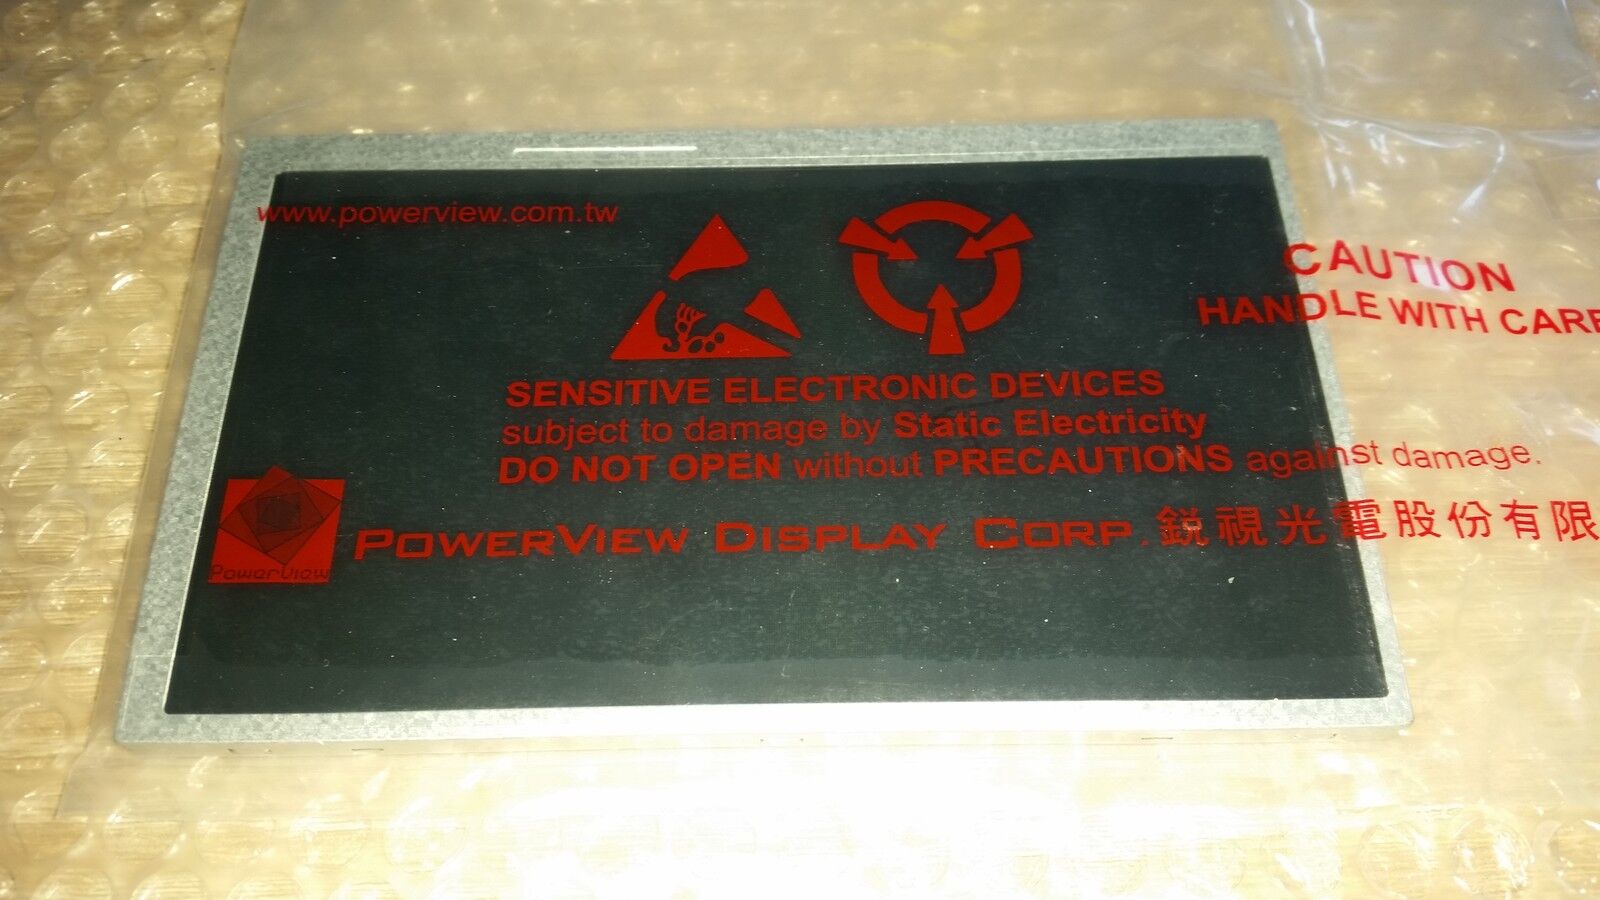 www.powerview.com.tw
CAUTION
HANDLE WITH CARE
SENSITIVE ELECTRONIC DEVICES
subject to damage by Static Electricity
DO NOT OPEN without PRECAUTIONS against damage.
PowerView
POWERVIEW DISPLAY CORP. 鋭視光電股份有限